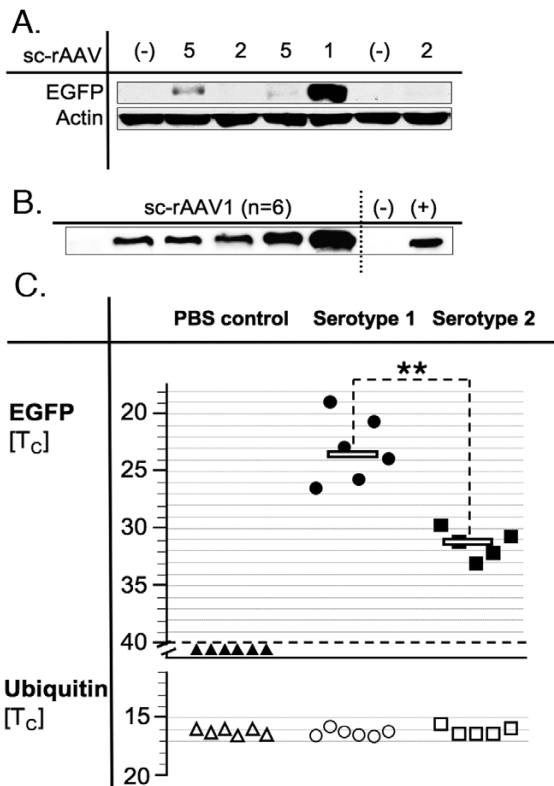 A.
sc-rAAV (-) 5 2 5 1 (-) 2
EGFP
Actin
B.
sc-rAAV1 (n=6) (-) (+)
C.
PBS control Serotype 1 Serotype 2
**
EGFP
[TC]
20
25
30
35
40
Ubiquitin
[TC]
15
20